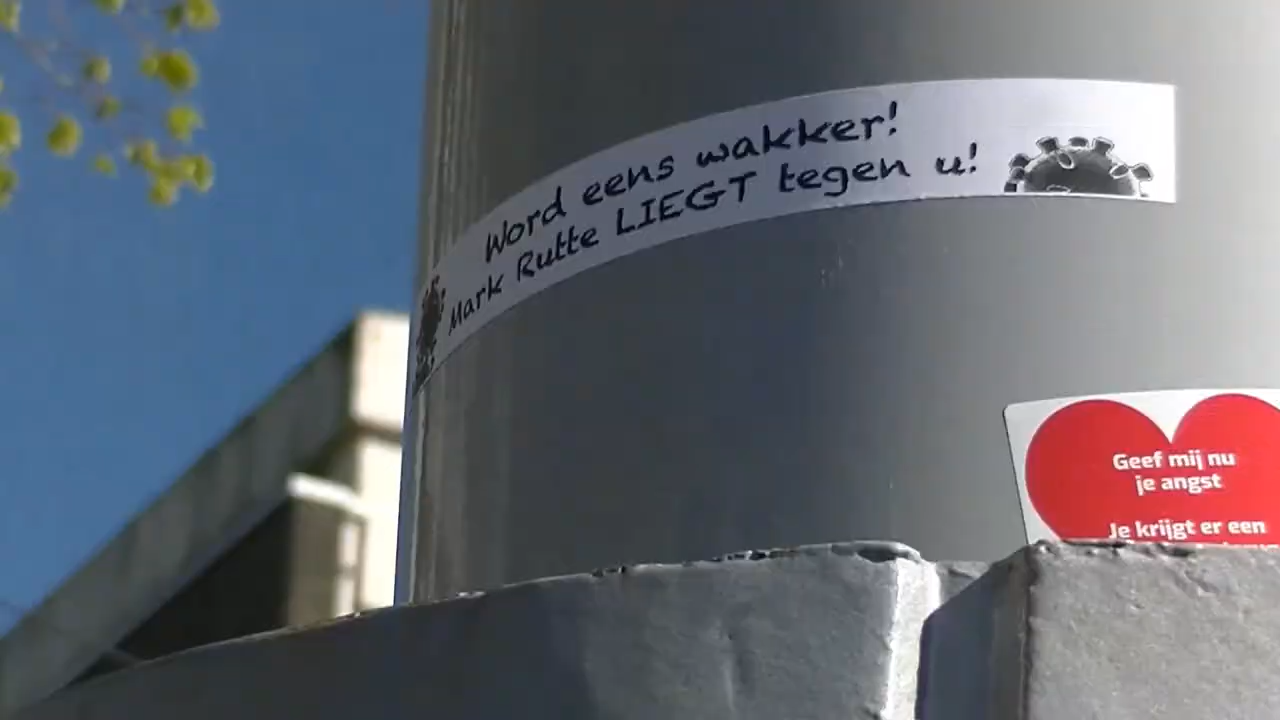 Word eens wakker!
Mark Rutte LIEGT tegen u!
Geef mij nu
je angst
Je krijgt er een